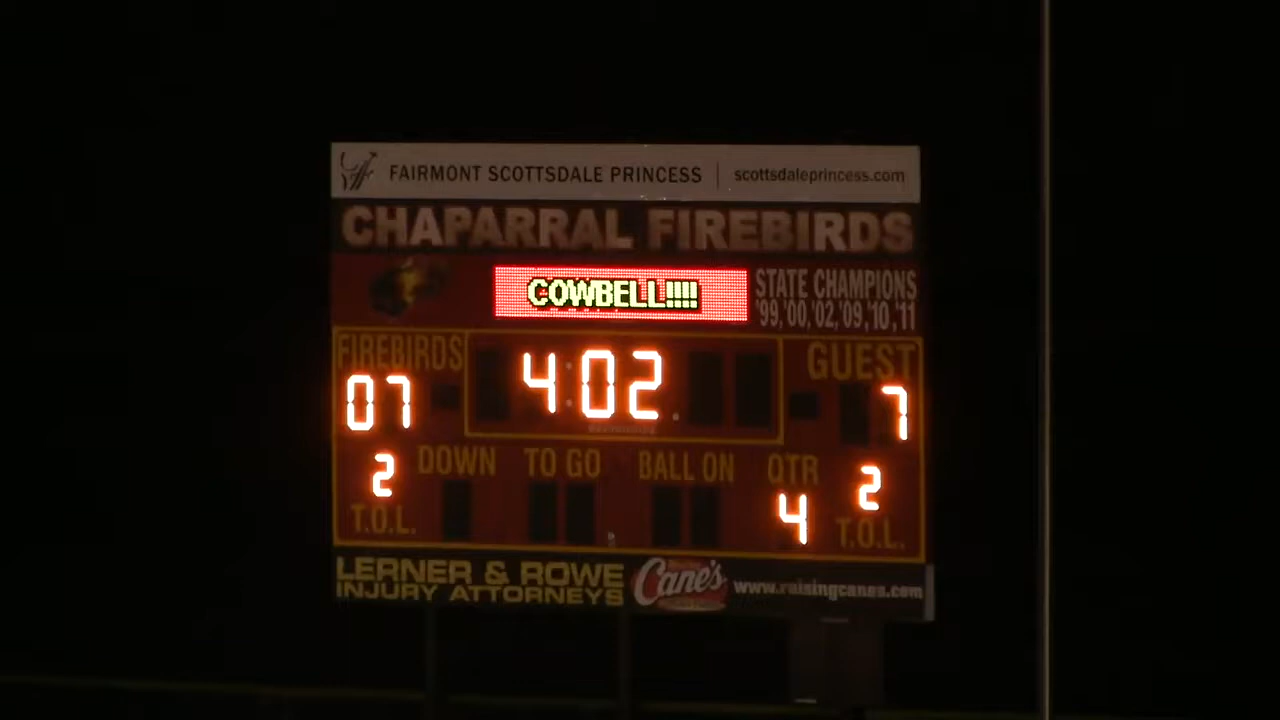 FAIRMONT SCOTTSDALE PRINCESS | scottsdaleprincess.com
CHAPARRAL FIREBIRDS
COWBELL!!!!
STATE CHAMPIONS
'99,'00,'02,'09,'10,'11
FIREBIRDS 4:02 GUEST
07 7
2 DOWN TO GO BALL ON QTR 2
T.O.L. 4 T.O.L.
LERNER & ROWE
INJURY ATTORNEYS
Cane's www.raisingcanes.com